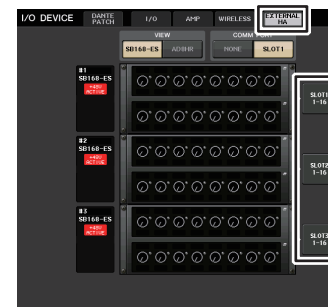 I/O DEVICE
DANTE PATCH
I/O
AMP
WIRELESS
EXTERNAL HA
VIEW
COMM PORT
SB168-ES
AD8HR
NONE
SLOT1
#1
SB168-ES
+48V ACTIVE
SLOT1
1-16
#2
SB168-ES
+48V ACTIVE
SLOT2
1-16
#3
SB168-ES
+48V ACTIVE
SLOT3
1-16